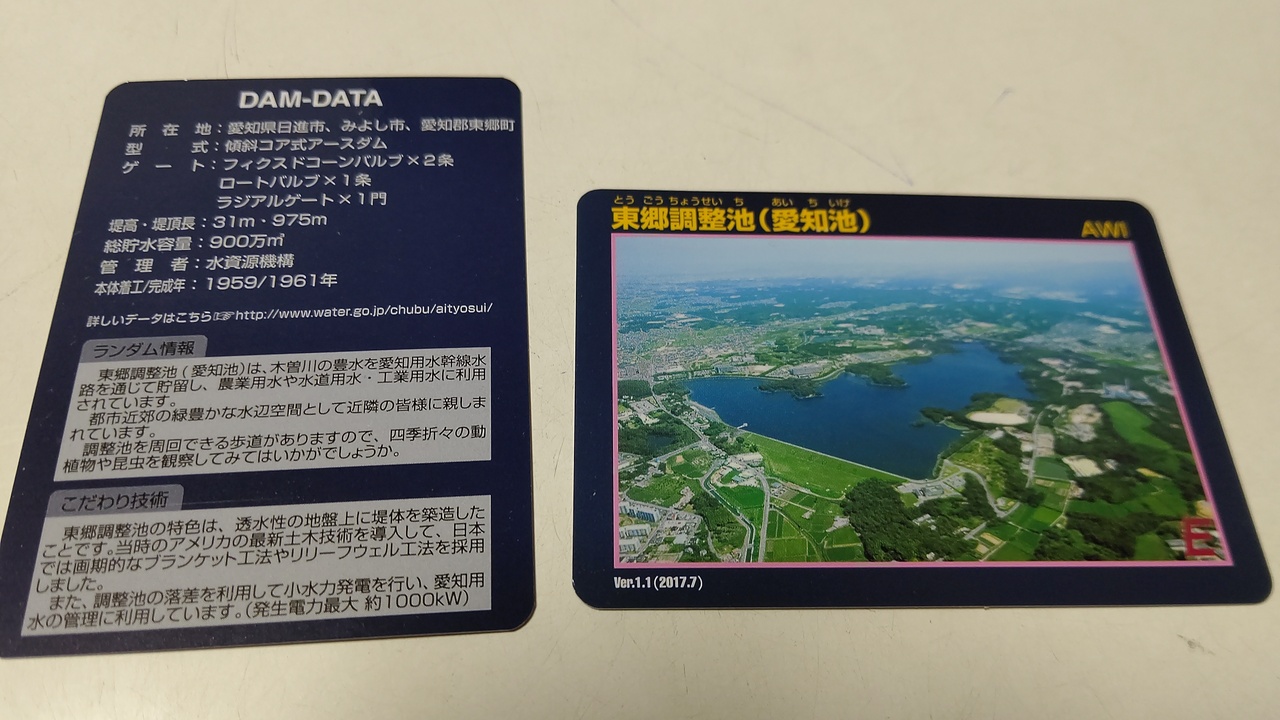 DAM-DATA
所在地：愛知県日進市、みよし市、愛知郡東郷町
型式：傾斜コア式アースダム
ゲート：フィクスドコーンバルブ×2条
ロートバルブ×1条
ラジアルゲート×1門
堤高・堤頂長：31m・975m
総貯水容量：900万㎥
管理者：水資源機構
本体着工/完成年：1959/1961年
詳しいデータはこちら☞http://www.water.go.jp/chubu/aityosui/
ランダム情報
東郷調整池(愛知池)は、木曽川の豊水を愛知用水幹線水
路を通じて貯留し、農業用水や水道用水・工業用水に利用
されています。
都市近郊の緑豊かな水辺空間として近隣の皆様に親しま
れています。
調整池を周回できる歩道がありますので、四季折々の動
植物や昆虫を観察してみてはいかがでしょうか。
こだわり技術
東郷調整池の特色は、透水性の地盤上に堤体を築造した
ことです。当時のアメリカの最新土木技術を導入して、日本
では画期的なブランケット工法やリリーフウェル工法を採用
しました。
また、調整池の落差を利用して小水力発電を行い、愛知用
水の管理に利用しています。(発生電力最大 約1000kW)
とうごうちょうせいち あいちいけ
東郷調整池(愛知池)
AWI
E
Ver.1.1(2017.7)